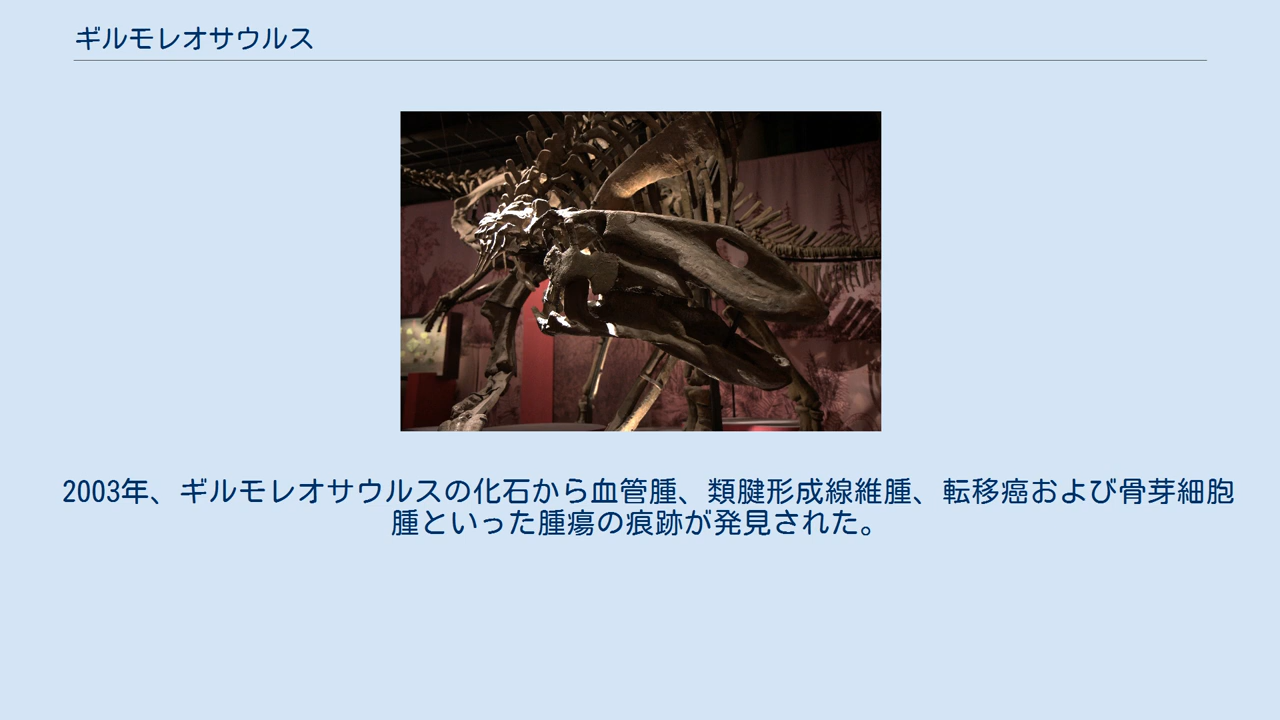 ギルモレオサウルス
2003年、ギルモレオサウルスの化石から血管腫、類腱形成線維腫、転移癌および骨芽細胞
腫といった腫瘍の痕跡が発見された。